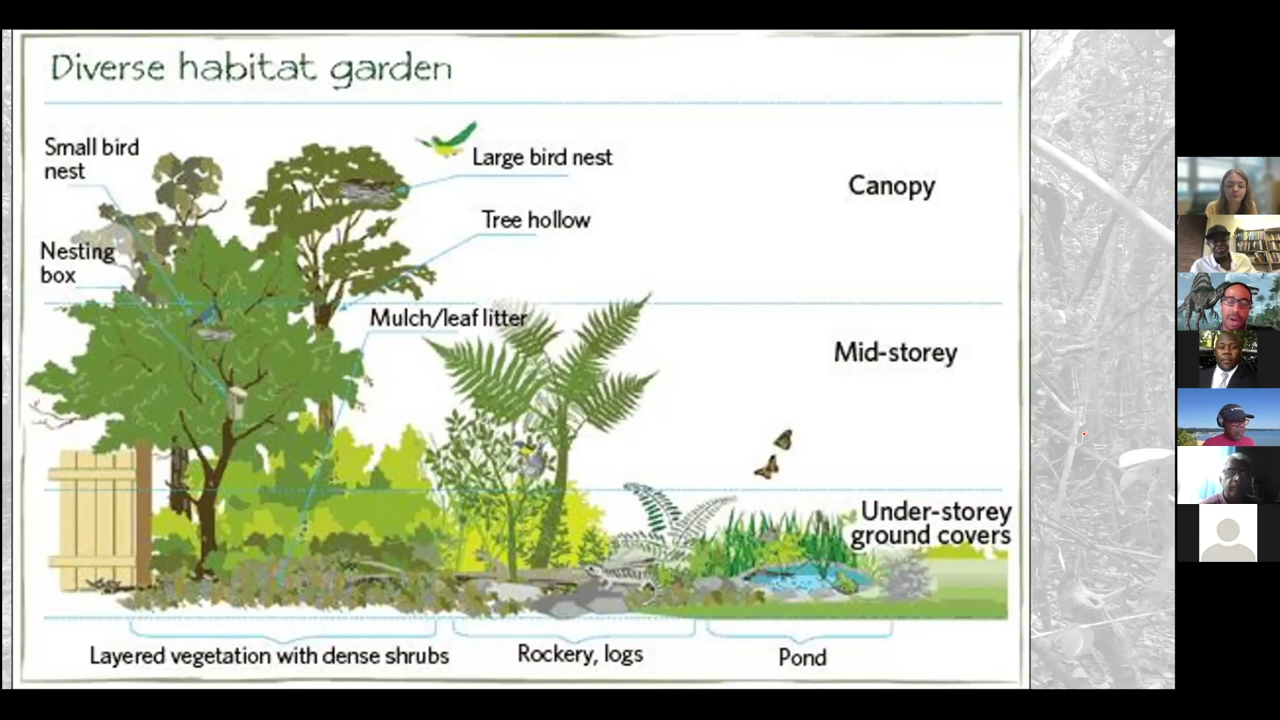 Diverse habitat garden
Small bird
nest
Large bird nest
Canopy
Tree hollow
Nesting
box
Mulch/leaf litter
Mid-storey
Under-storey
ground covers
Layered vegetation with dense shrubs
Rockery, logs
Pond